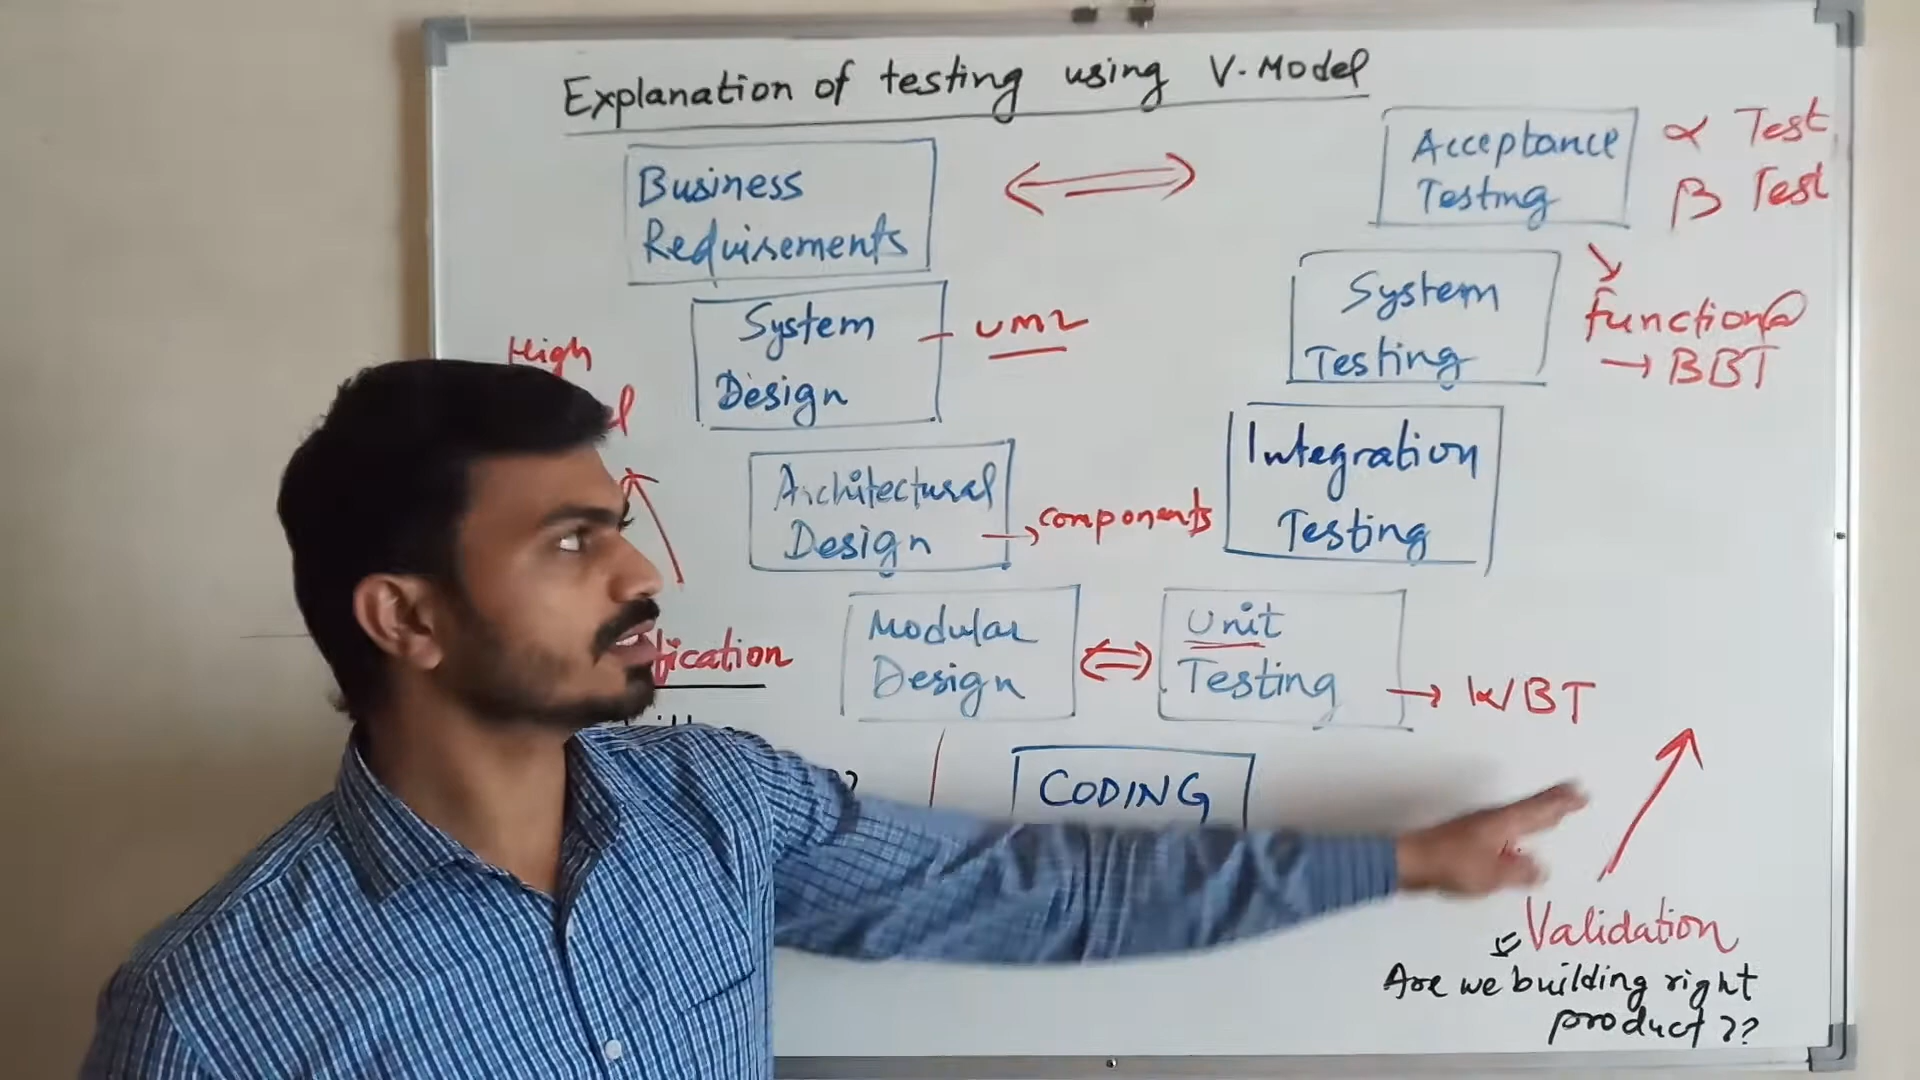 Explanation of testing using V-Model
Business
Requirements
Acceptance
Testing
α Test
β Test
System
Design
UML
System
Testing
Functional
→ BBT
High
Architectural
Design
→ components
Integration
Testing
Modular
Design
Unit
Testing
→ WBT
CODING
Validation
Are we building right
product ??